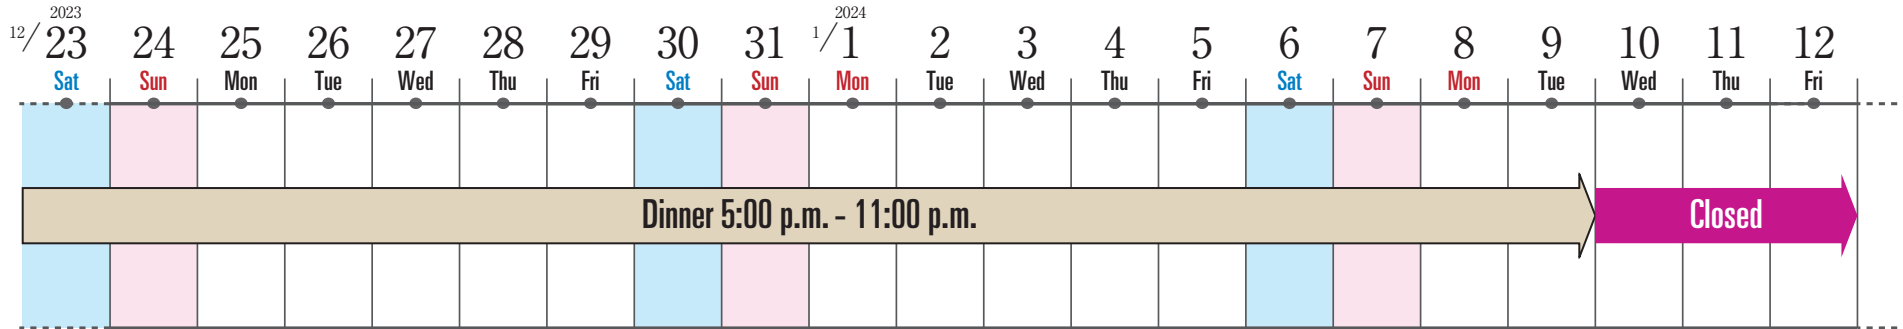 2023 2024
12/23 24 25 26 27 28 29 30 31 1/1 2 3 4 5 6 7 8 9 10 11 12
Sat Sun Mon Tue Wed Thu Fri Sat Sun Mon Tue Wed Thu Fri Sat Sun Mon Tue Wed Thu Fri
Dinner 5:00 p.m. - 11:00 p.m. Closed